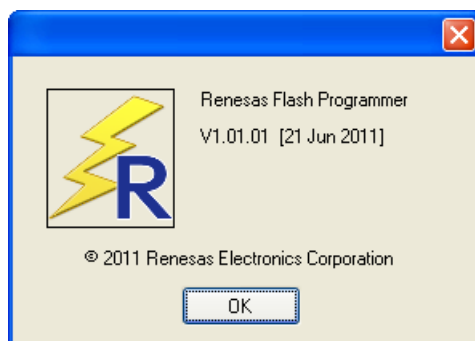 Renesas Flash Programmer
V1.01.01 [21 Jun 2011]
R
© 2011 Renesas Electronics Corporation
OK